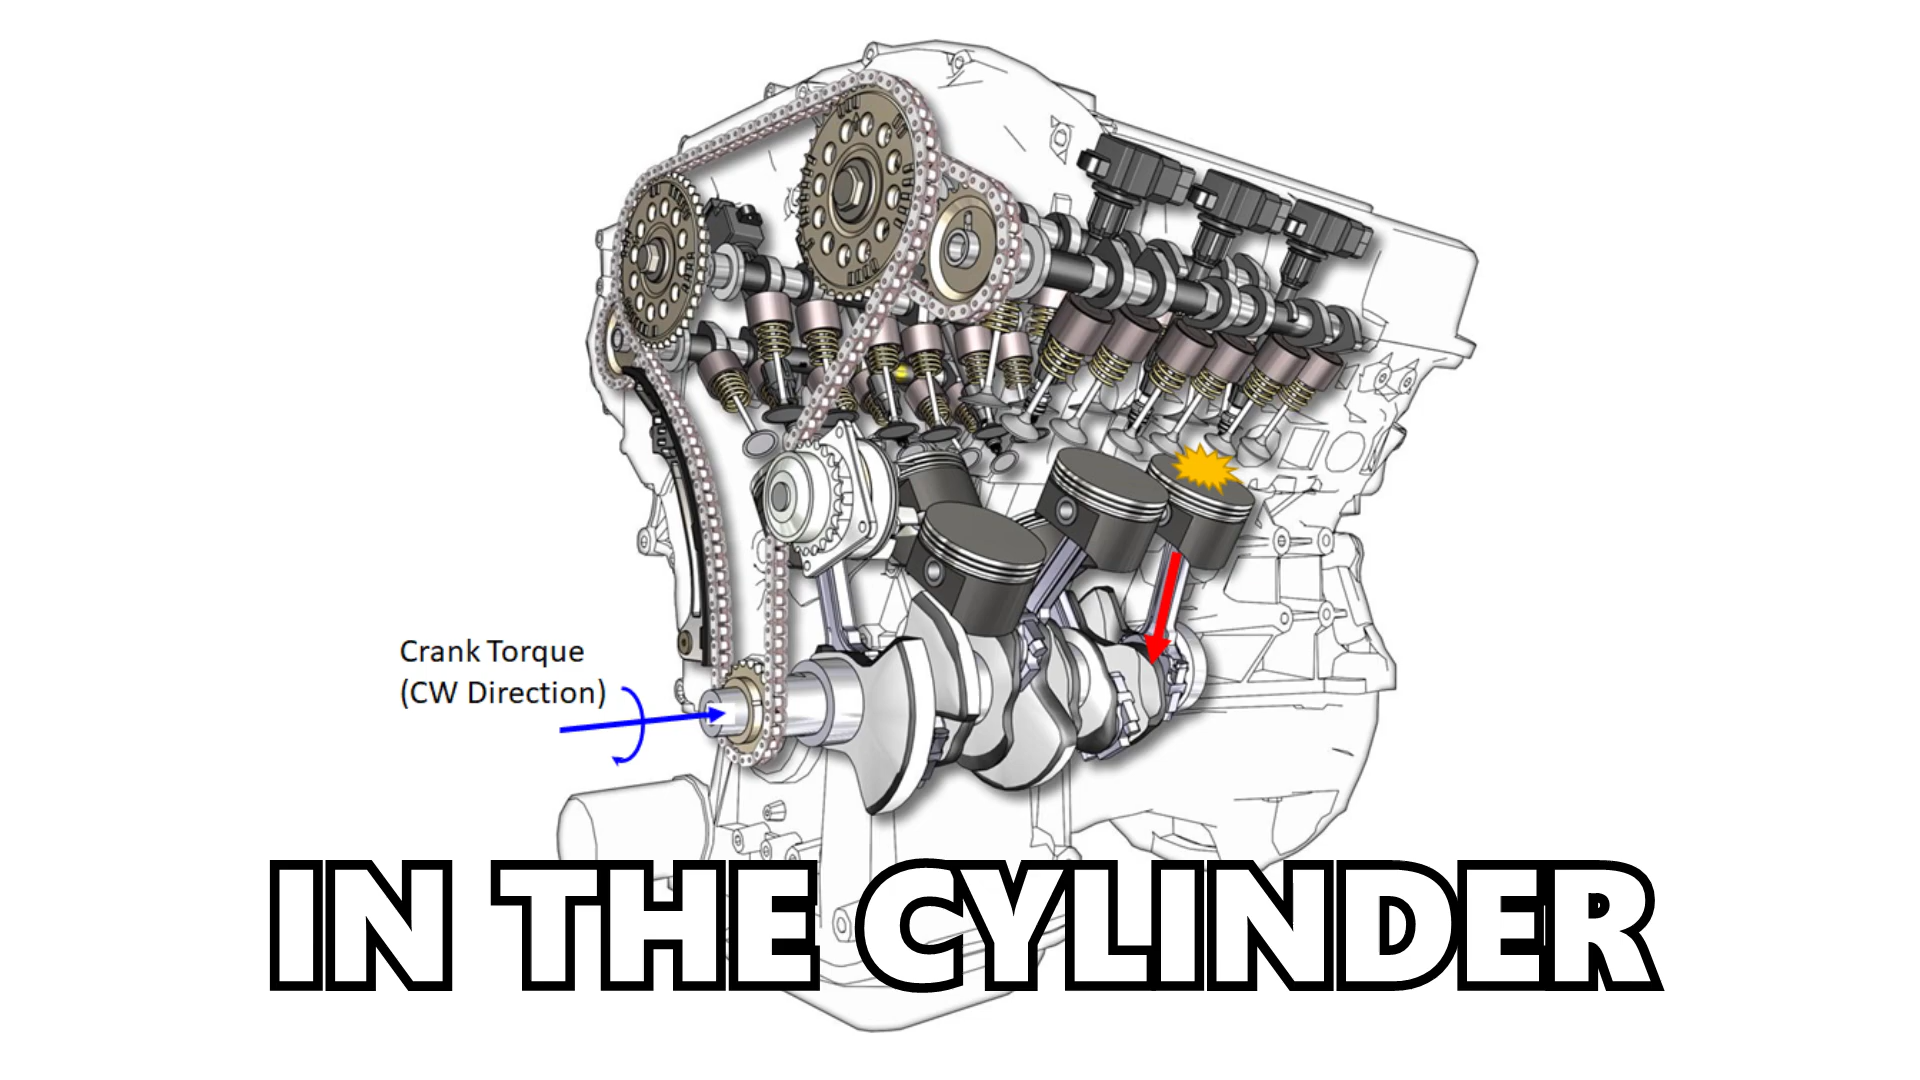 Crank Torque
(CW Direction)
IN THE CYLINDER